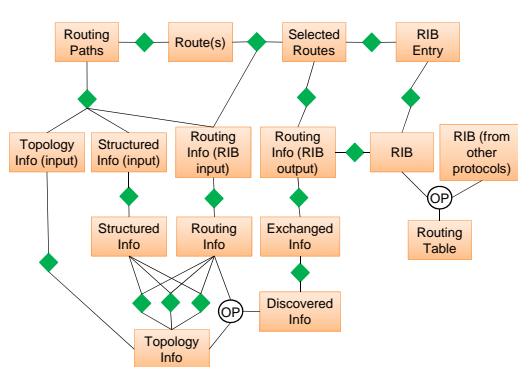 Routing
Paths
Route(s)
Selected
Routes
RIB
Entry
Topology
Info (input)
Structured
Info (input)
Routing
Info (RIB
input)
Routing
Info (RIB
output)
RIB
RIB (from
other
protocols)
OP
Structured
Info
Routing
Info
Exchanged
Info
Routing
Table
OP
Discovered
Info
Topology
Info